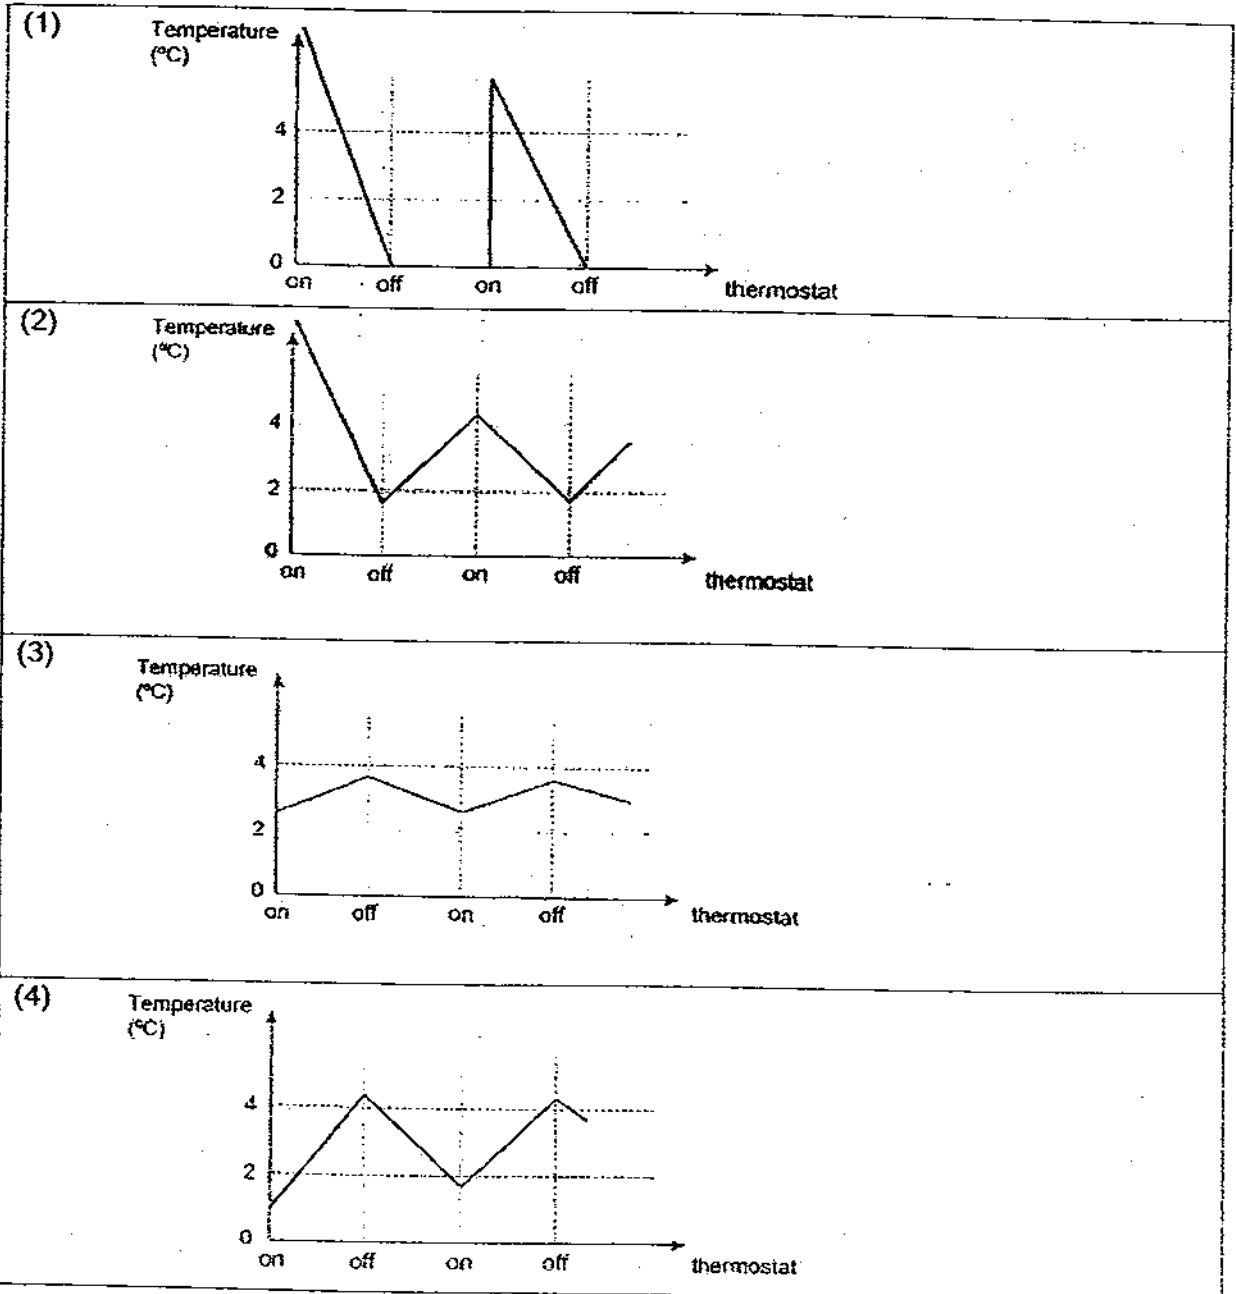 (1)
Temperature
(°C)
4
2
0
on off on off
thermostat
(2)
Temperature
(°C)
4
2
0
on off on off
thermostat
(3)
Temperature
(°C)
4
2
0
on off on off
thermostat
(4)
Temperature
(°C)
4
2
0
on off on off
thermostat